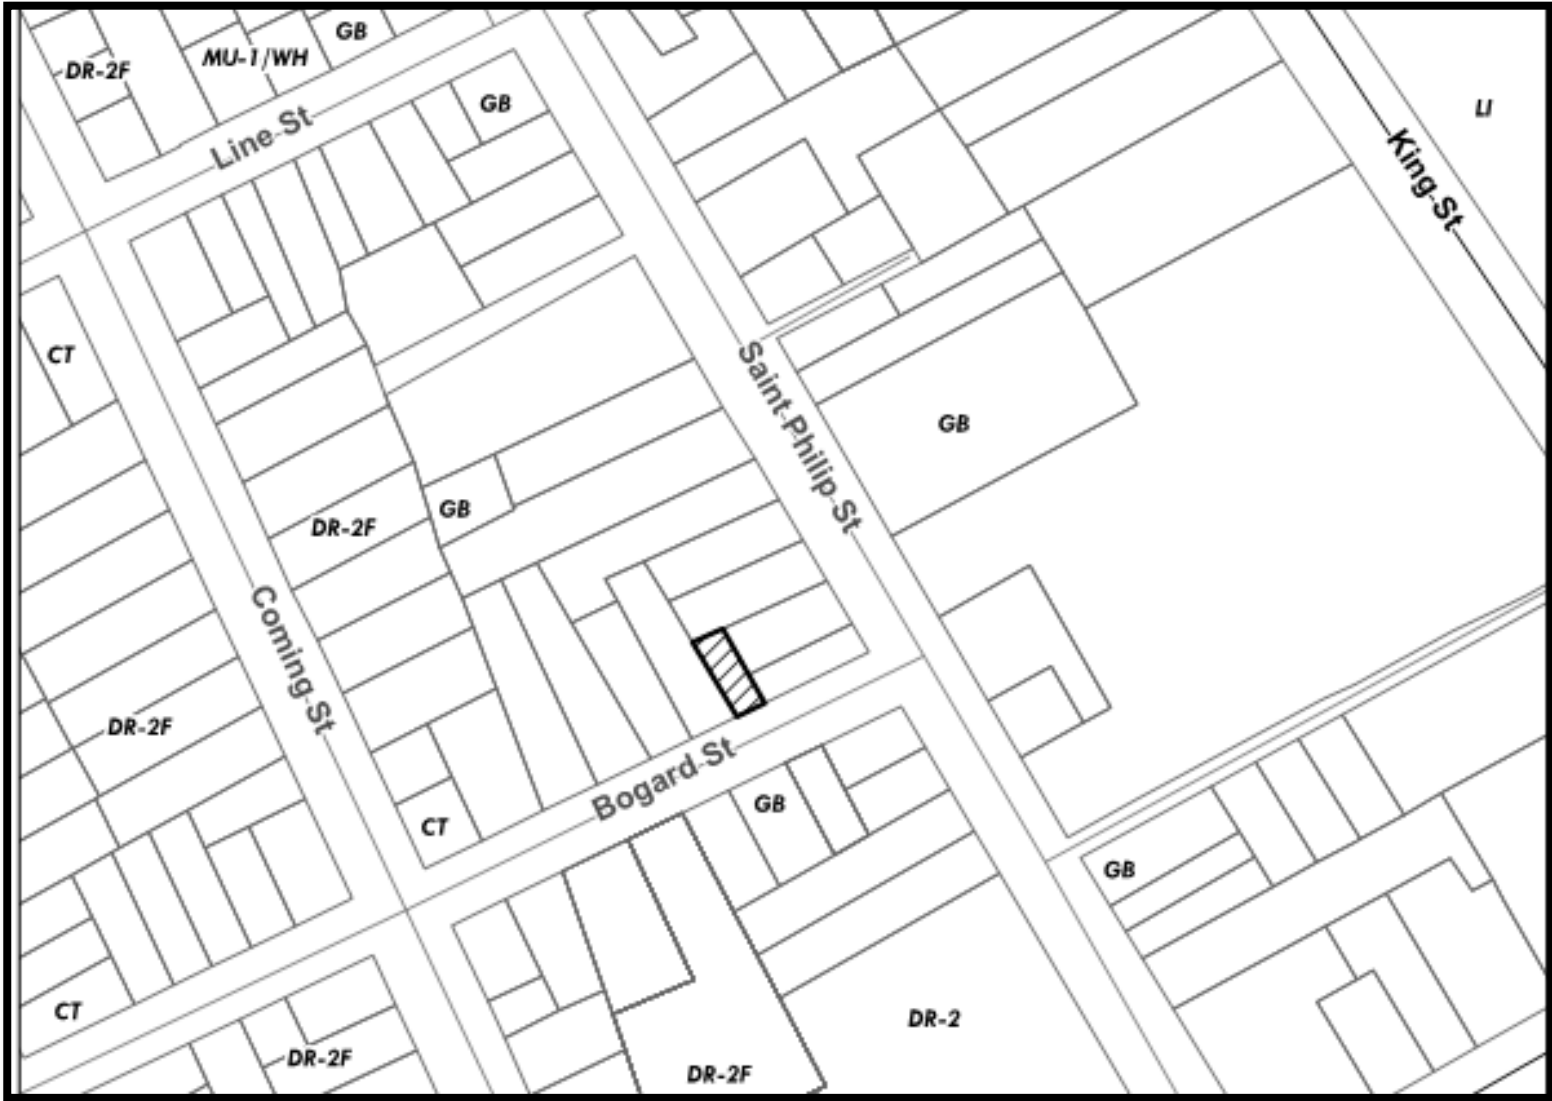 GB
MU-1/WH
DR-2F
GB
LI
Line St
King St
CT
Saint Philip St
GB
GB
DR-2F
Coming St
DR-2F
Bogard St
GB
CT
GB
CT
DR-2
DR-2F
DR-2F